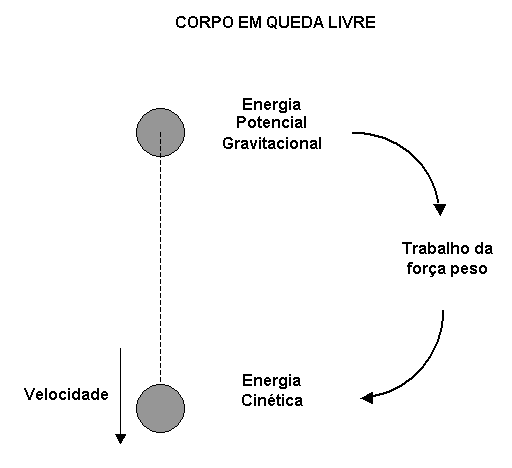 CORPO EM QUEDA LIVRE
Energia
Potencial
Gravitacional
Trabalho da
força peso
Energia
Cinética
Velocidade